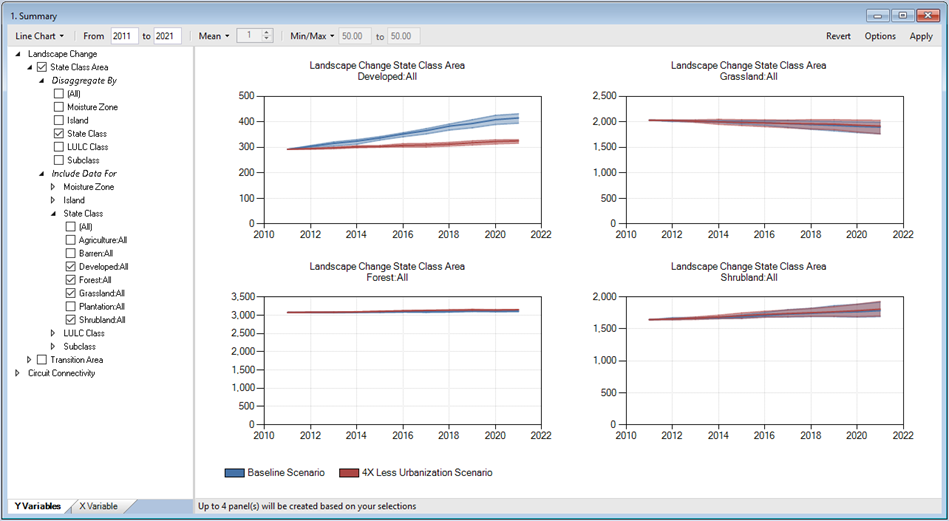 1. Summary
Line Chart From 2011 to 2021 Mean 1 Min/Max 50.00 to 50.00 Revert Options Apply
Landscape Change
State Class Area
Disaggregate By
(All)
Moisture Zone
Island
State Class
LULC Class
Subclass
Include Data For
Moisture Zone
Island
State Class
(All)
Agriculture:All
Barren:All
Developed:All
Forest:All
Grassland:All
Plantation:All
Shrubland:All
LULC Class
Subclass
Transition Area
Circuit Connectivity
Y Variables X Variable
Landscape Change State Class Area
Developed:All
500
400
300
200
100
0
2010 2012 2014 2016 2018 2020 2022
Landscape Change State Class Area
Grassland:All
2,500
2,000
1,500
1,000
500
0
2010 2012 2014 2016 2018 2020 2022
Landscape Change State Class Area
Forest:All
3,500
3,000
2,500
2,000
1,500
1,000
500
0
2010 2012 2014 2016 2018 2020 2022
Landscape Change State Class Area
Shrubland:All
2,000
1,500
1,000
500
0
2010 2012 2014 2016 2018 2020 2022
Baseline Scenario 4X Less Urbanization Scenario
Up to 4 panel(s) will be created based on your selections